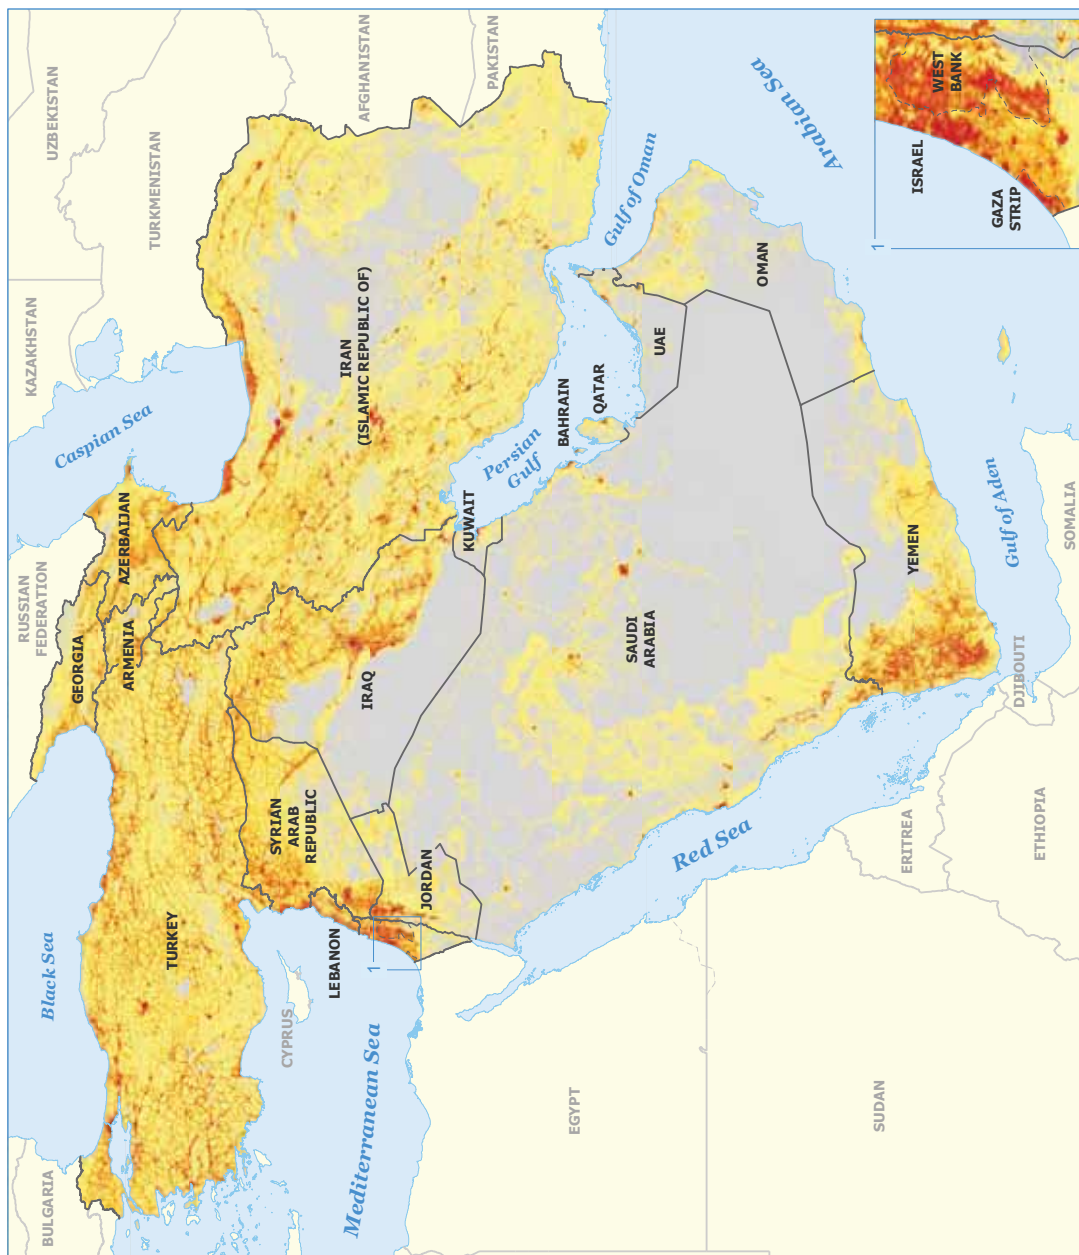 BULGARIA
Black Sea
RUSSIAN
FEDERATION
Caspian Sea
KAZAKHSTAN
UZBEKISTAN
TURKMENISTAN
GEORGIA
ARMENIA
AZERBAIJAN
TURKEY
CYPRUS
LEBANON
SYRIAN
ARAB
REPUBLIC
IRAQ
IRAN
(ISLAMIC REPUBLIC OF)
AFGHANISTAN
PAKISTAN
Mediterranean Sea
1
JORDAN
KUWAIT
Persian
Gulf
BAHRAIN
QATAR
UAE
Gulf of Oman
OMAN
Arabian Sea
EGYPT
SAUDI
ARABIA
Red Sea
SUDAN
ERITREA
ETHIOPIA
DJIBOUTI
YEMEN
Gulf of Aden
SOMALIA
1
ISRAEL
WEST
BANK
GAZA
STRIP